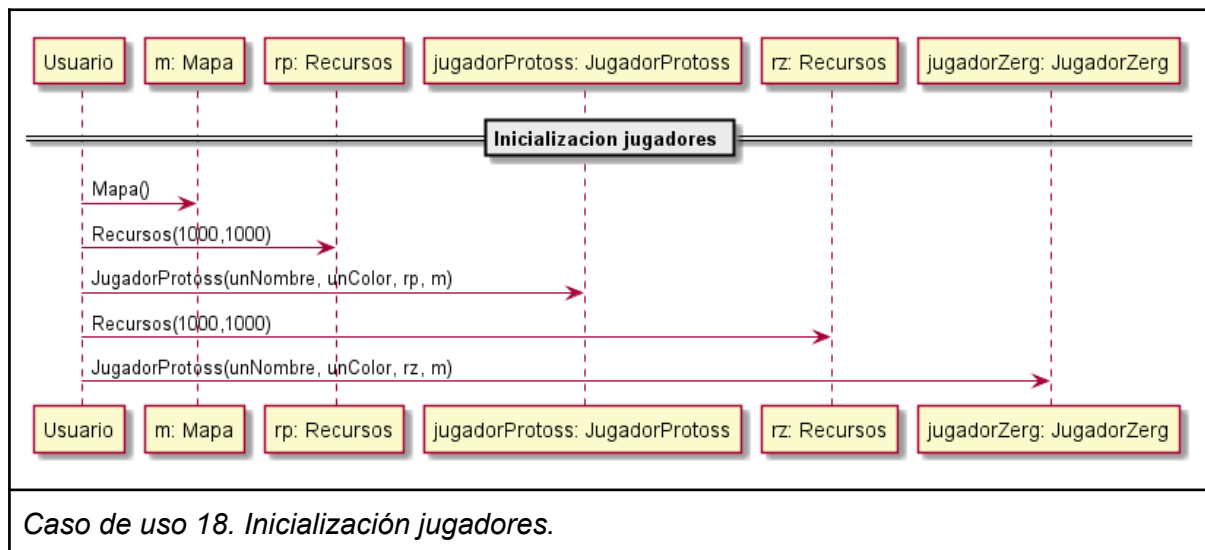 Usuario m: Mapa rp: Recursos jugadorProtoss: JugadorProtoss rz: Recursos jugadorZerg: JugadorZerg
Inicializacion jugadores
Mapa()
Recursos(1000,1000)
JugadorProtoss(unNombre, unColor, rp, m)
Recursos(1000,1000)
JugadorProtoss(unNombre, unColor, rz, m)
Usuario m: Mapa rp: Recursos jugadorProtoss: JugadorProtoss rz: Recursos jugadorZerg: JugadorZerg
Caso de uso 18. Inicialización jugadores.